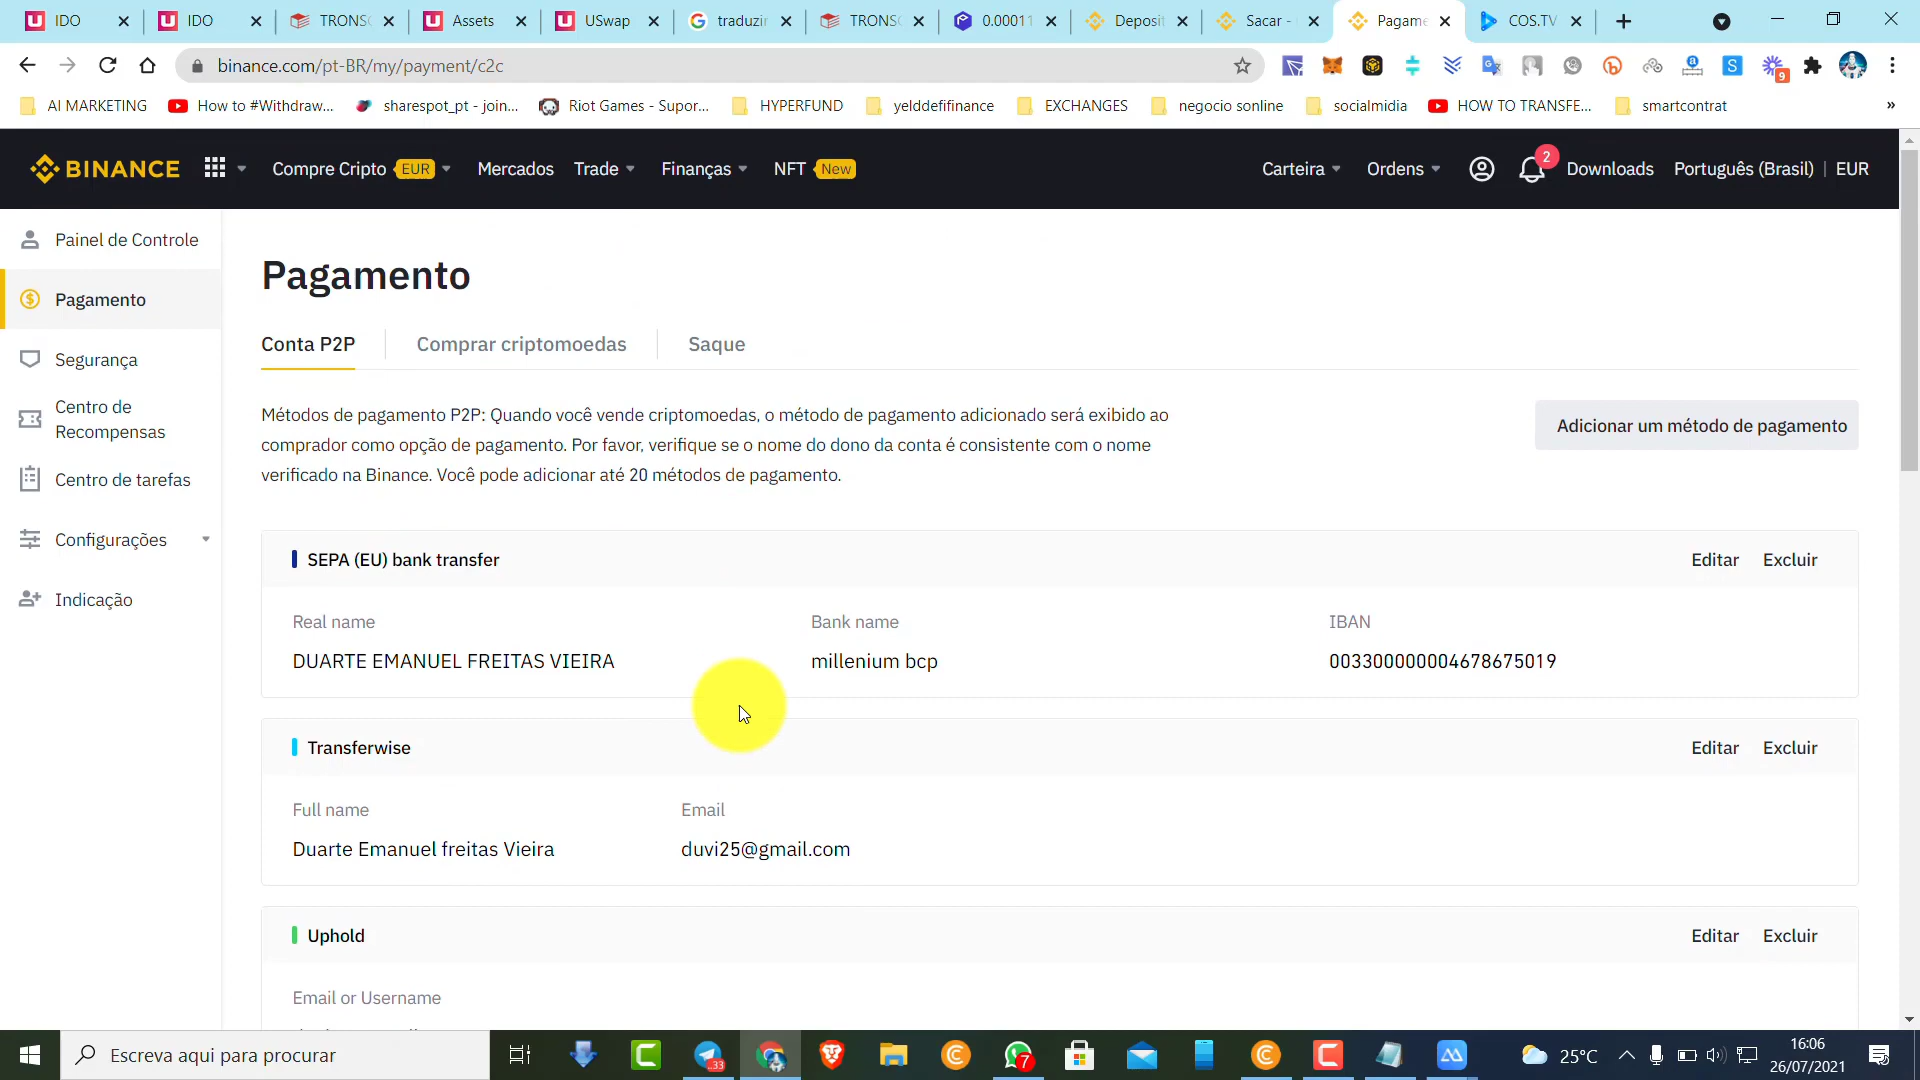 IDO
IDO
TRONSC
Assets
USwap
traduzir
TRONSC
0.00011
Deposit
Sacar -
Pagame
COS.TV
binance.com/pt-BR/my/payment/c2c
9
AI MARKETING
How to #Withdraw...
sharespot_pt - join...
Riot Games - Supor...
HYPERFUND
yelddefifinance
EXCHANGES
negocio sonline
socialmidia
HOW TO TRANSFE...
smartcontrat
»
BINANCE
Compre Cripto EUR
Mercados
Trade
Finanças
NFT New
Carteira
Ordens
2
Downloads
Português (Brasil) | EUR
Painel de Controle
Pagamento
Segurança
Centro de
Recompensas
Centro de tarefas
Configurações
Indicação
Pagamento
Conta P2P
Comprar criptomoedas
Saque
Métodos de pagamento P2P: Quando você vende criptomoedas, o método de pagamento adicionado será exibido ao
comprador como opção de pagamento. Por favor, verifique se o nome do dono da conta é consistente com o nome
verificado na Binance. Você pode adicionar até 20 métodos de pagamento.
Adicionar um método de pagamento
SEPA (EU) bank transfer
Editar Excluir
Real name
Bank name
IBAN
DUARTE EMANUEL FREITAS VIEIRA
millenium bcp
003300000004678675019
Transferwise
Editar Excluir
Full name
Email
Duarte Emanuel freitas Vieira
duvi25@gmail.com
Uphold
Editar Excluir
Email or Username
Escreva aqui para procurar
33
7
25°C
16:06
26/07/2021